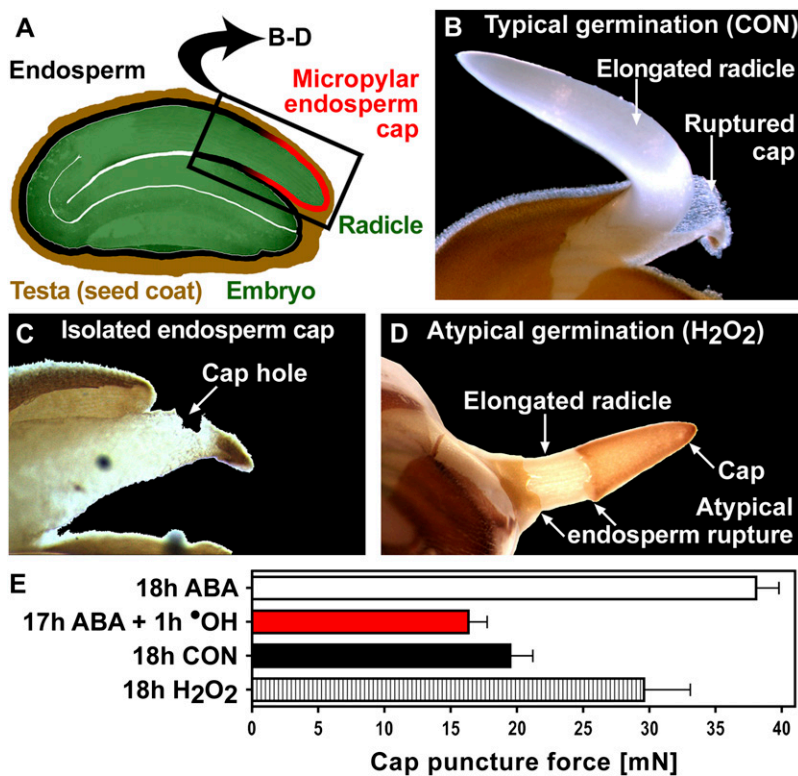 A
B-D
Endosperm
Micropylar
endosperm
cap
Radicle
Testa (seed coat)
Embryo
B
Typical germination (CON)
Elongated radicle
Ruptured
cap
C
Isolated endosperm cap
Cap hole
D
Atypical germination (H₂O₂)
Elongated radicle
Cap
Atypical
endosperm rupture
E
18h ABA
17h ABA + 1h •OH
18h CON
18h H₂O₂
0 5 10 15 20 25 30 35 40
Cap puncture force [mN]